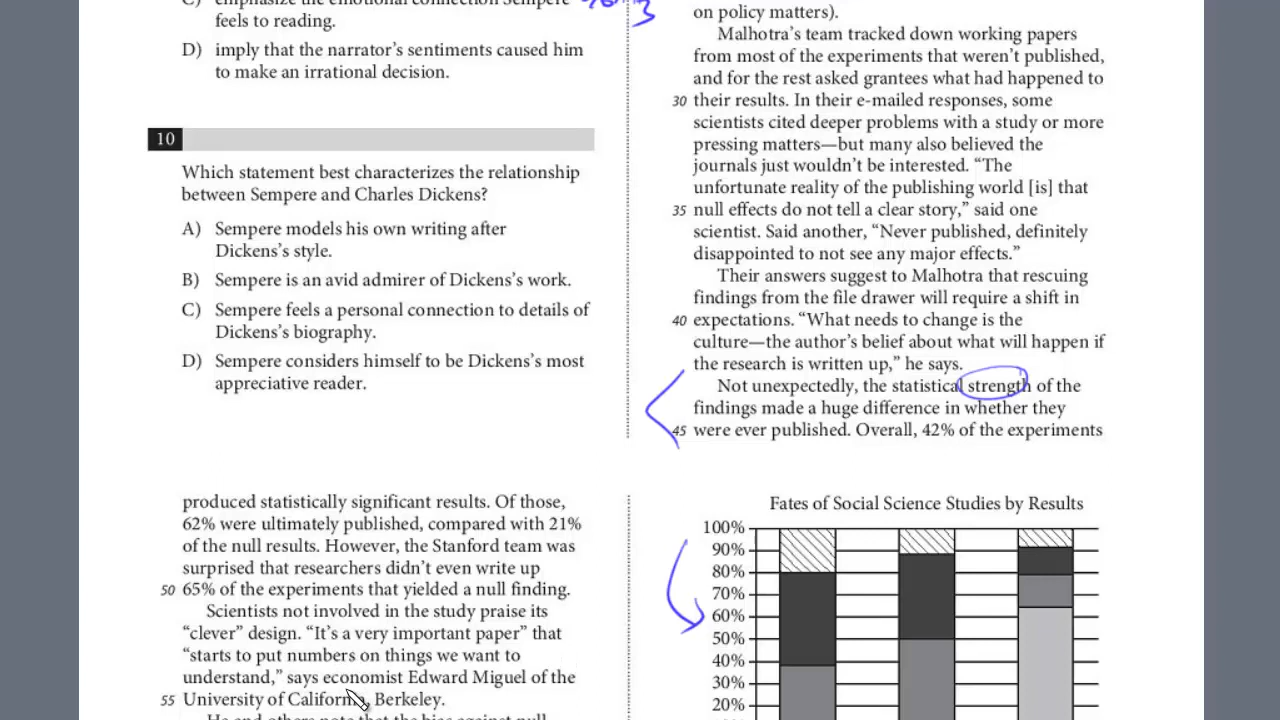 C) emphasize the emotional connection Sempere
feels to reading.
D) imply that the narrator's sentiments caused him
to make an irrational decision.
10
Which statement best characterizes the relationship
between Sempere and Charles Dickens?
A) Sempere models his own writing after
Dickens's style.
B) Sempere is an avid admirer of Dickens's work.
C) Sempere feels a personal connection to details of
Dickens's biography.
D) Sempere considers himself to be Dickens's most
appreciative reader.
on policy matters).
Malhotra's team tracked down working papers
from most of the experiments that weren't published,
and for the rest asked grantees what had happened to
30 their results. In their e-mailed responses, some
scientists cited deeper problems with a study or more
pressing matters—but many also believed the
journals just wouldn't be interested. “The
unfortunate reality of the publishing world [is] that
35 null effects do not tell a clear story,” said one
scientist. Said another, “Never published, definitely
disappointed to not see any major effects.”
Their answers suggest to Malhotra that rescuing
findings from the file drawer will require a shift in
40 expectations. “What needs to change is the
culture—the author's belief about what will happen if
the research is written up,” he says.
Not unexpectedly, the statistical strength of the
findings made a huge difference in whether they
45 were ever published. Overall, 42% of the experiments
produced statistically significant results. Of those,
62% were ultimately published, compared with 21%
of the null results. However, the Stanford team was
surprised that researchers didn't even write up
50 65% of the experiments that yielded a null finding.
Scientists not involved in the study praise its
“clever” design. “It's a very important paper” that
“starts to put numbers on things we want to
understand,” says economist Edward Miguel of the
55 University of California, Berkeley.
He and others note that the bias against null
Fates of Social Science Studies by Results
100%
90%
80%
70%
60%
50%
40%
30%
20%